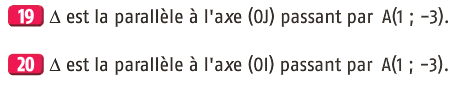 19 Δ est la parallèle à l'axe (OJ) passant par A(1 ; -3).
20 Δ est la parallèle à l'axe (OI) passant par A(1 ; -3).